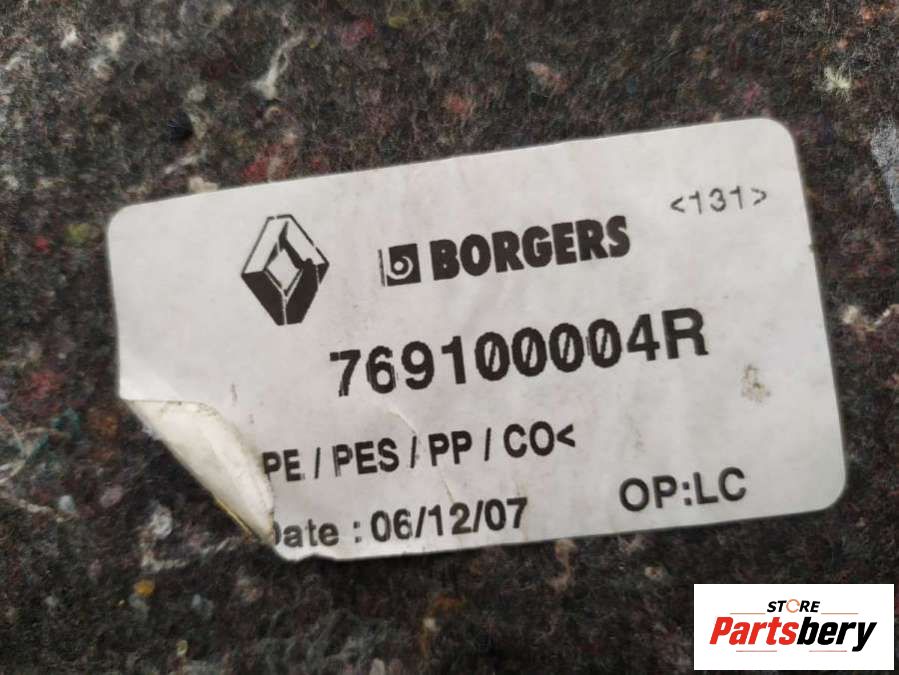 <131>
BORGERS
769100004R
PE / PES / PP / CO<
Date : 06/12/07 OP:LC
STORE
Partsbery